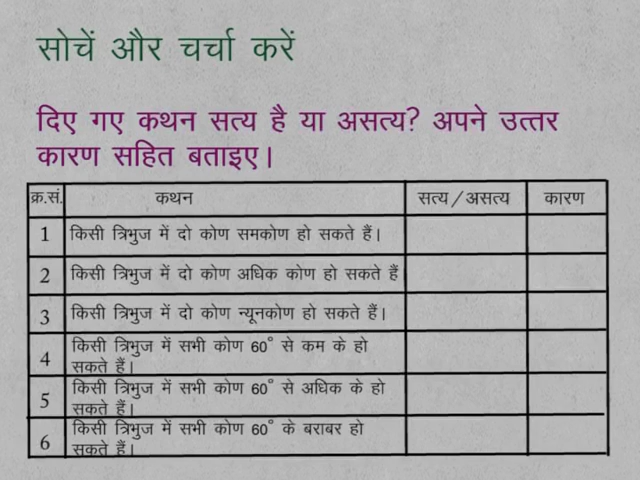 सोचें और चर्चा करें
दिए गए कथन सत्य है या असत्य? अपने उत्तर
कारण सहित बताइए।
क्र.सं. कथन सत्य/असत्य कारण
1 किसी त्रिभुज में दो कोण समकोण हो सकते हैं।
2 किसी त्रिभुज में दो कोण अधिक कोण हो सकते हैं
3 किसी त्रिभुज में दो कोण न्यूनकोण हो सकते हैं।
4 किसी त्रिभुज में सभी कोण 60° से कम के हो
सकते हैं।
5 किसी त्रिभुज में सभी कोण 60° से अधिक के हो
सकते हैं।
6 किसी त्रिभुज में सभी कोण 60° के बराबर हो
सकते हैं।